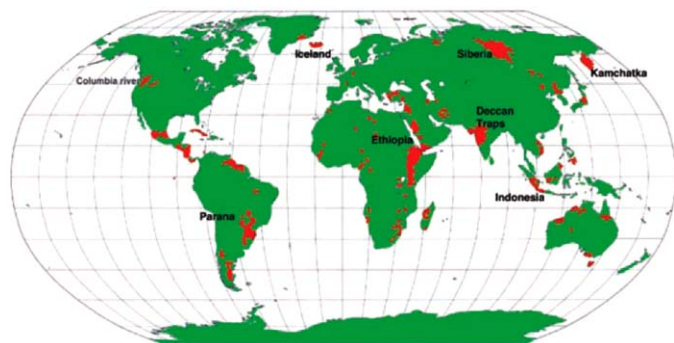 Iceland
Siberia
Kamchatka
Columbia river
Deccan
Traps
Ethiopia
Indonesia
Parana